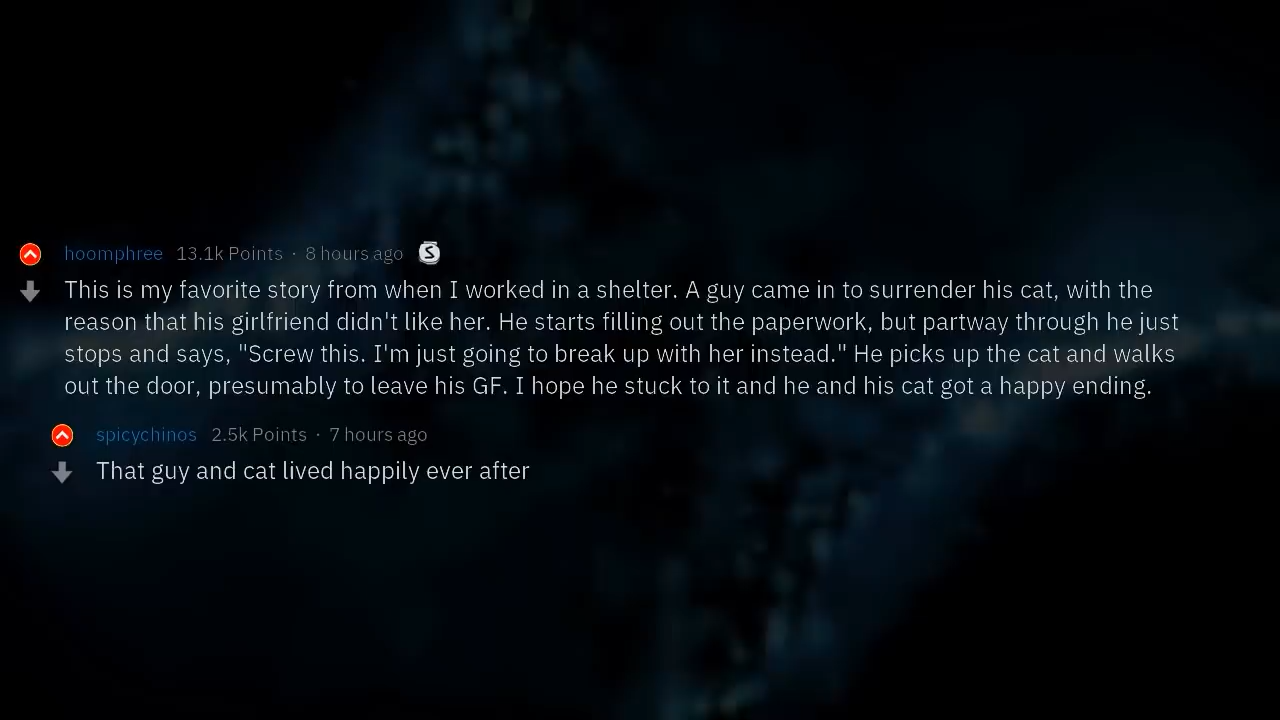 hoomphree 13.1k Points · 8 hours ago S
This is my favorite story from when I worked in a shelter. A guy came in to surrender his cat, with the
reason that his girlfriend didn't like her. He starts filling out the paperwork, but partway through he just
stops and says, "Screw this. I'm just going to break up with her instead." He picks up the cat and walks
out the door, presumably to leave his GF. I hope he stuck to it and he and his cat got a happy ending.
spicychinos 2.5k Points · 7 hours ago
That guy and cat lived happily ever after